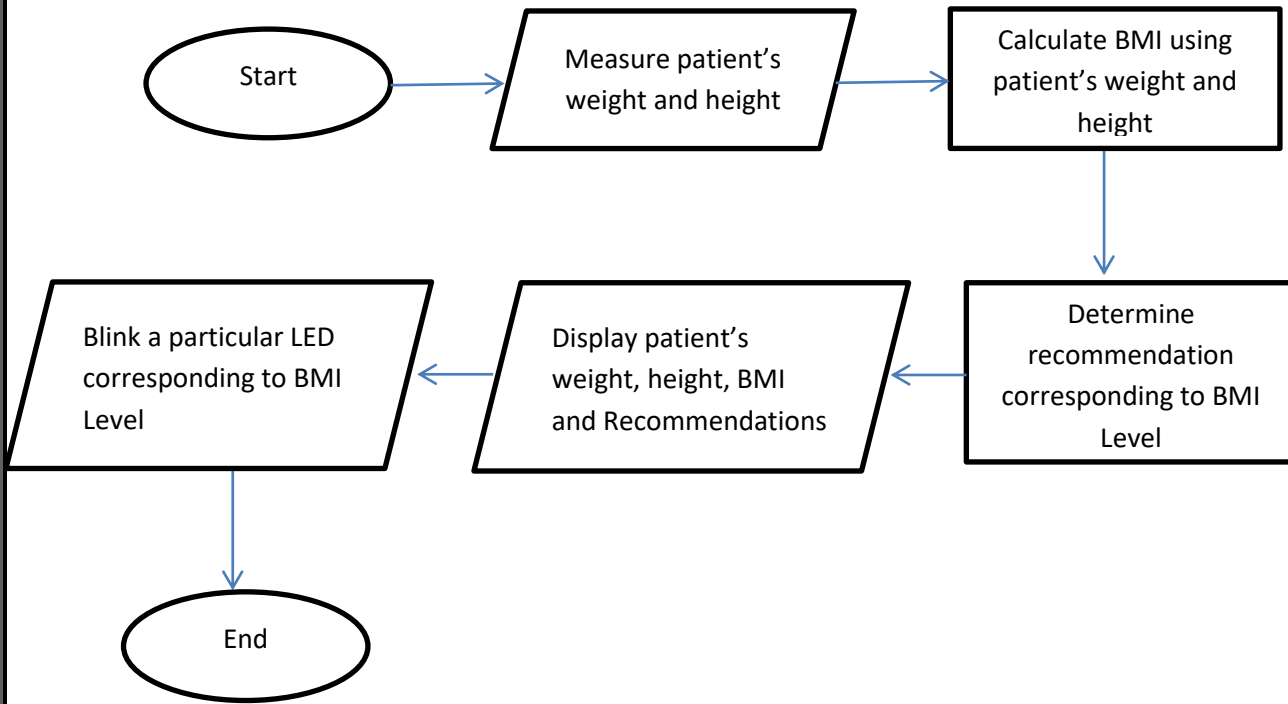 Start
Measure patient’s
weight and height
Calculate BMI using
patient’s weight and
height
Determine
recommendation
corresponding to BMI
Level
Display patient’s
weight, height, BMI
and Recommendations
Blink a particular LED
corresponding to BMI
Level
End